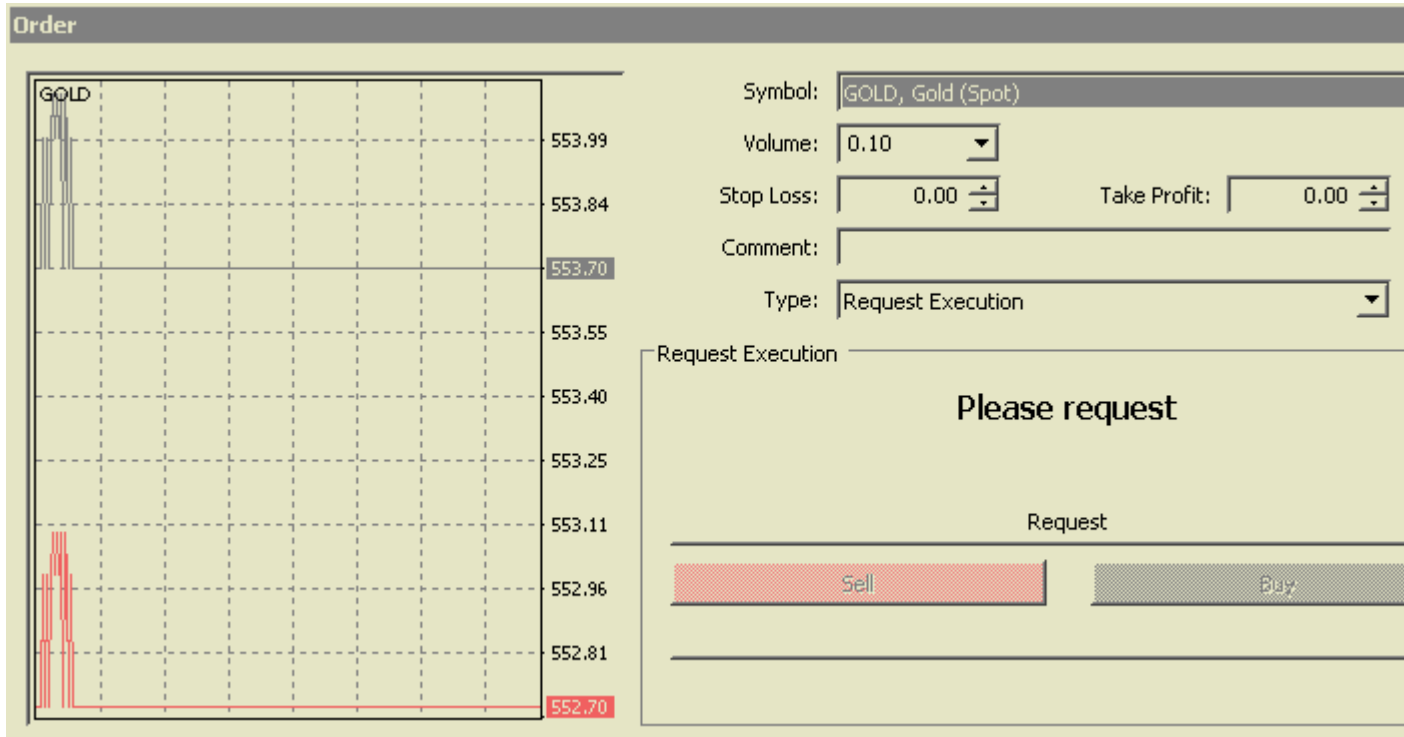 Order
GOLD
553.99
553.84
553.70
553.55
553.40
553.25
553.11
552.96
552.81
552.70
Symbol: GOLD, Gold (Spot)
Volume: 0.10
Stop Loss: 0.00 Take Profit: 0.00
Comment:
Type: Request Execution
Request Execution
Please request
Request
Sell Buy